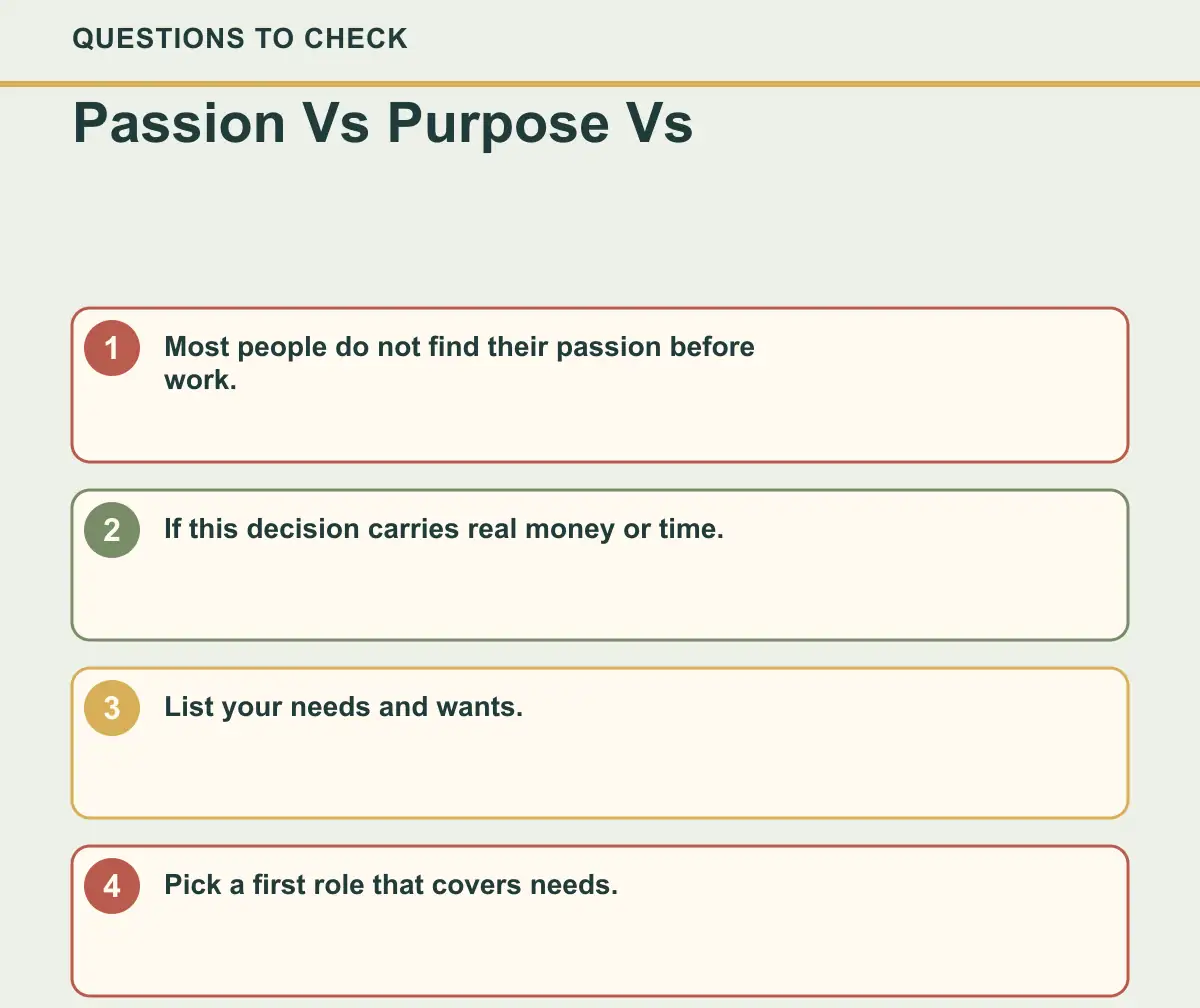 QUESTIONS TO CHECK
Passion Vs Purpose Vs
1
Most people do not find their passion before
work.
2
If this decision carries real money or time.
3
List your needs and wants.
4
Pick a first role that covers needs.